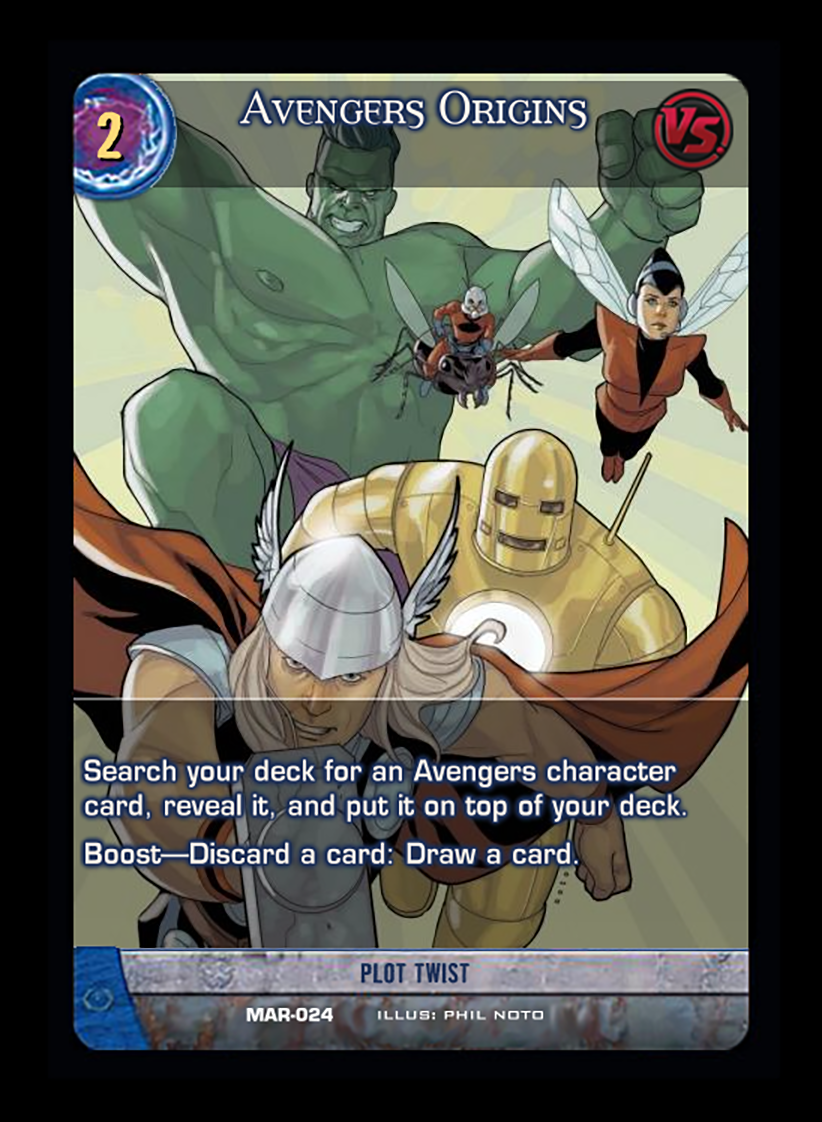 2
Avengers Origins
VS.
Search your deck for an Avengers character
card, reveal it, and put it on top of your deck.
Boost—Discard a card: Draw a card.
PLOT TWIST
MAR-024 ILLUS: PHIL NOTO